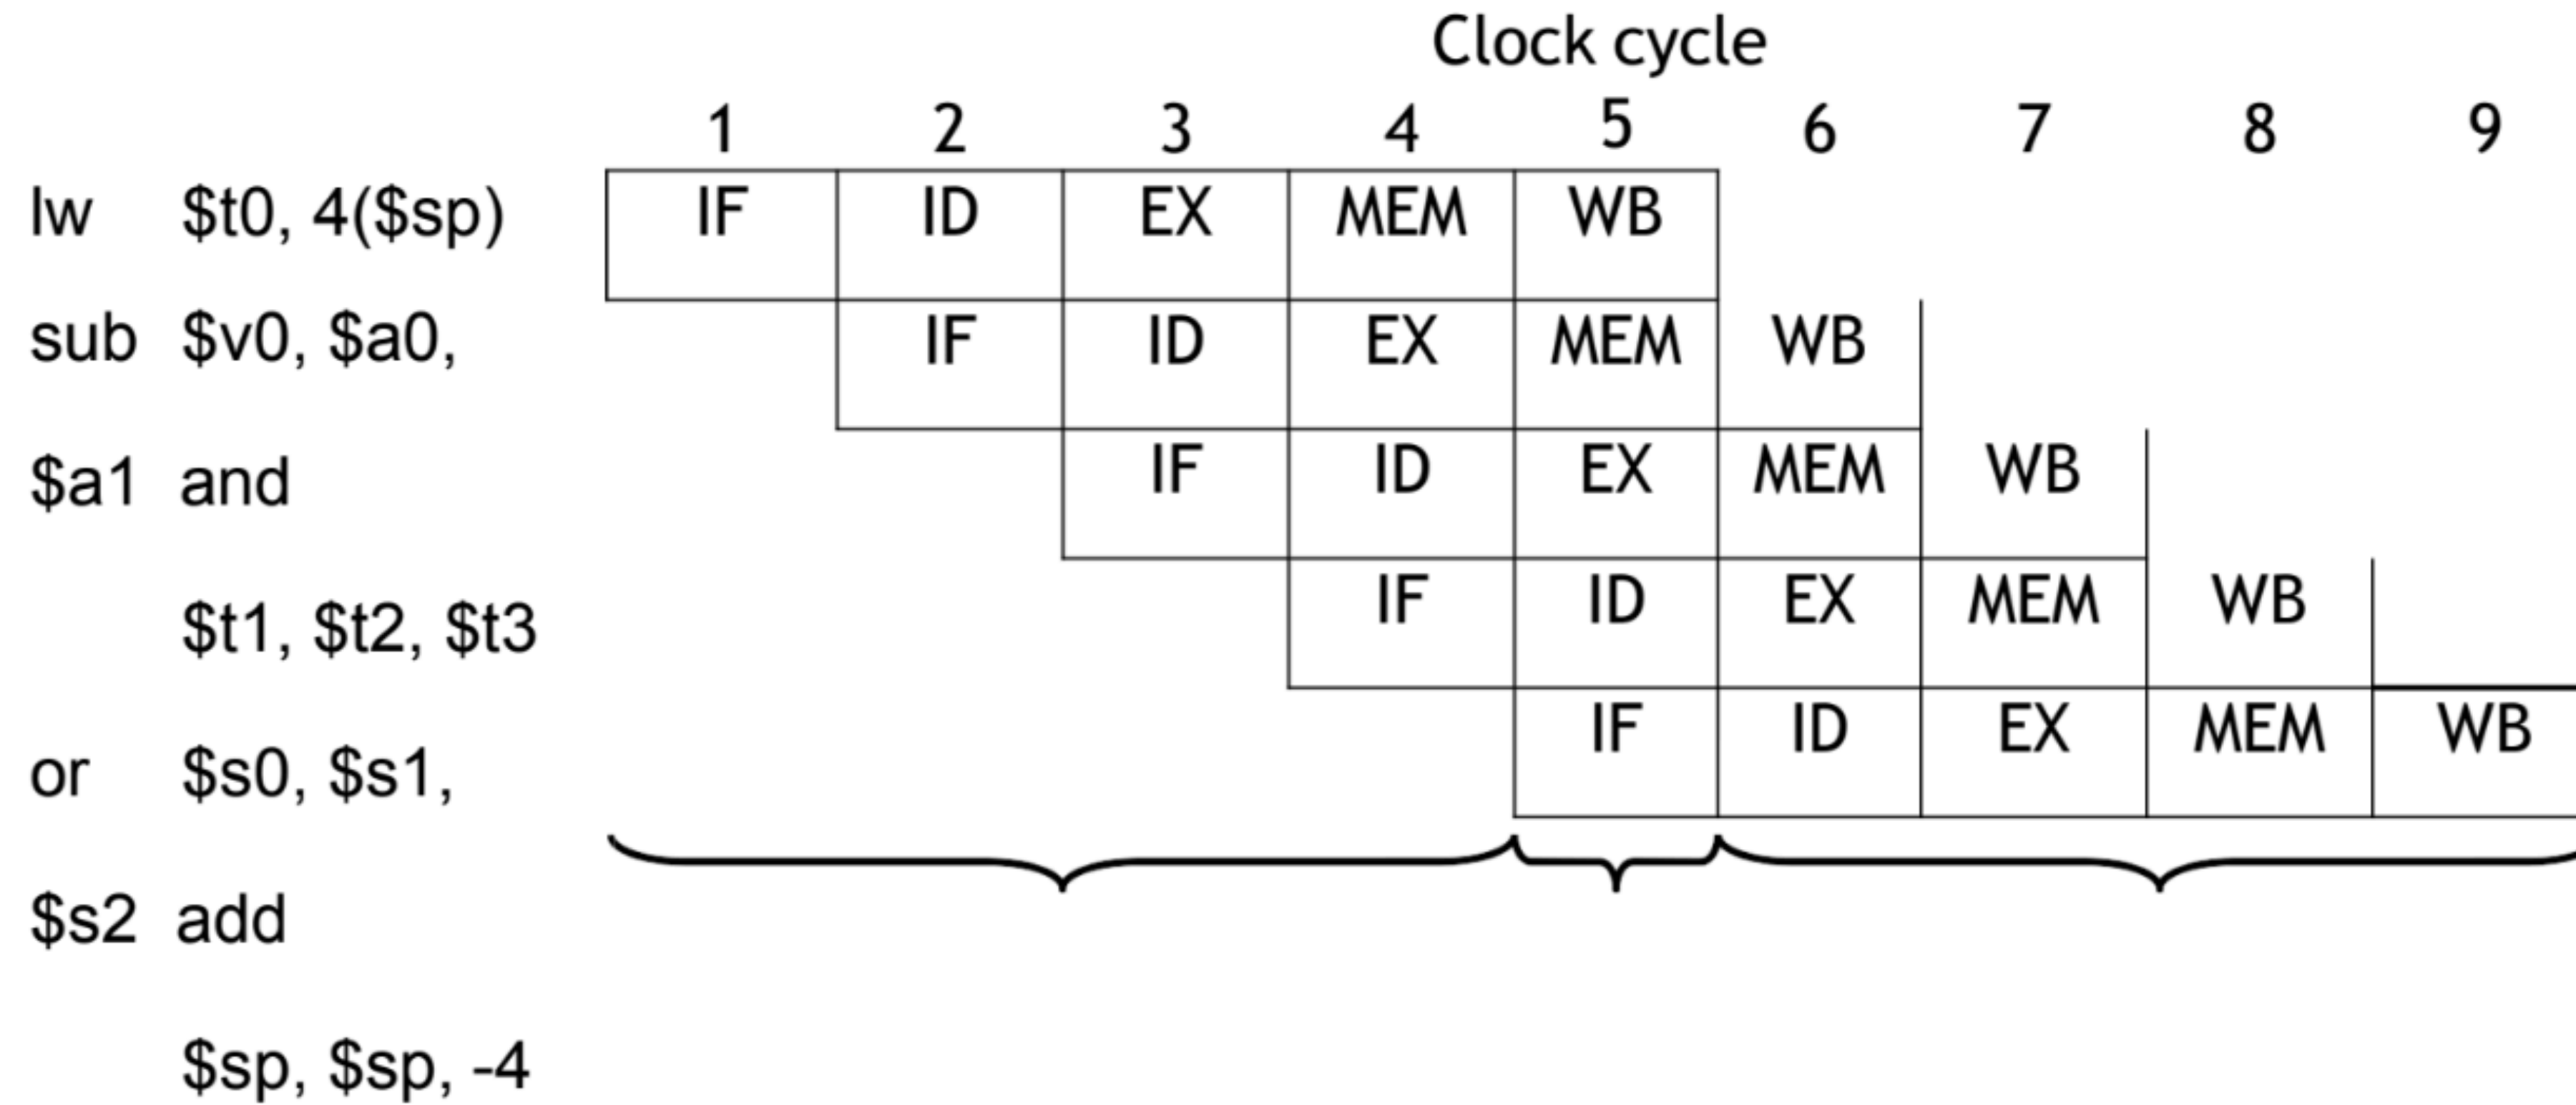 Clock cycle
1 2 3 4 5 6 7 8 9
lw $t0, 4($sp) IF ID EX MEM WB
sub $v0, $a0, IF ID EX MEM WB
$a1 and IF ID EX MEM WB
$t1, $t2, $t3 IF ID EX MEM WB
or $s0, $s1, IF ID EX MEM WB
$s2 add
$sp, $sp, -4